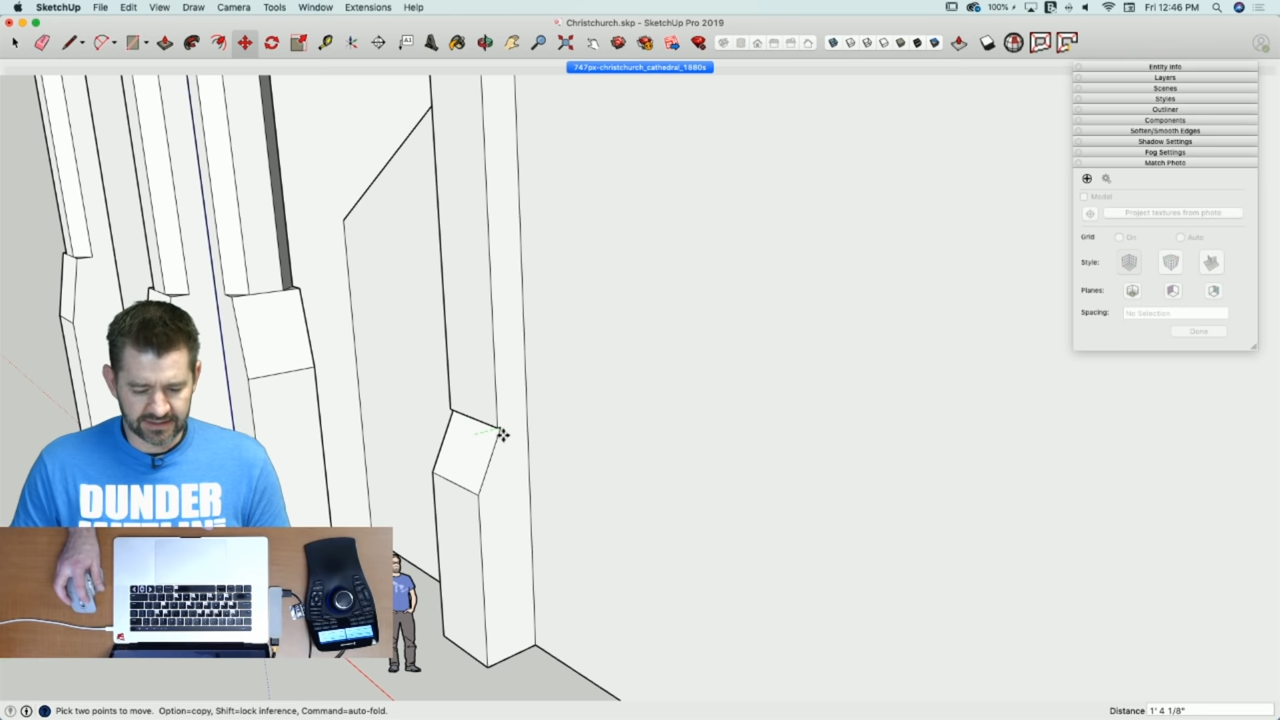 SketchUp File Edit View Draw Camera Tools Window Extensions Help
100% Fri 12:46 PM
Christchurch.skp - SketchUp Pro 2019
747px-christchurch_cathedral_1880s
Entity Info
Layers
Scenes
Styles
Outliner
Components
Soften/Smooth Edges
Shadow Settings
Fog Settings
Match Photo
Model
Project textures from photo
Grid On Auto
Style:
Planes:
Spacing: No Selection
Done
DUNDER
Pick two points to move. Option=copy, Shift=lock inference, Command=auto-fold.
Distance 1' 4 1/8"